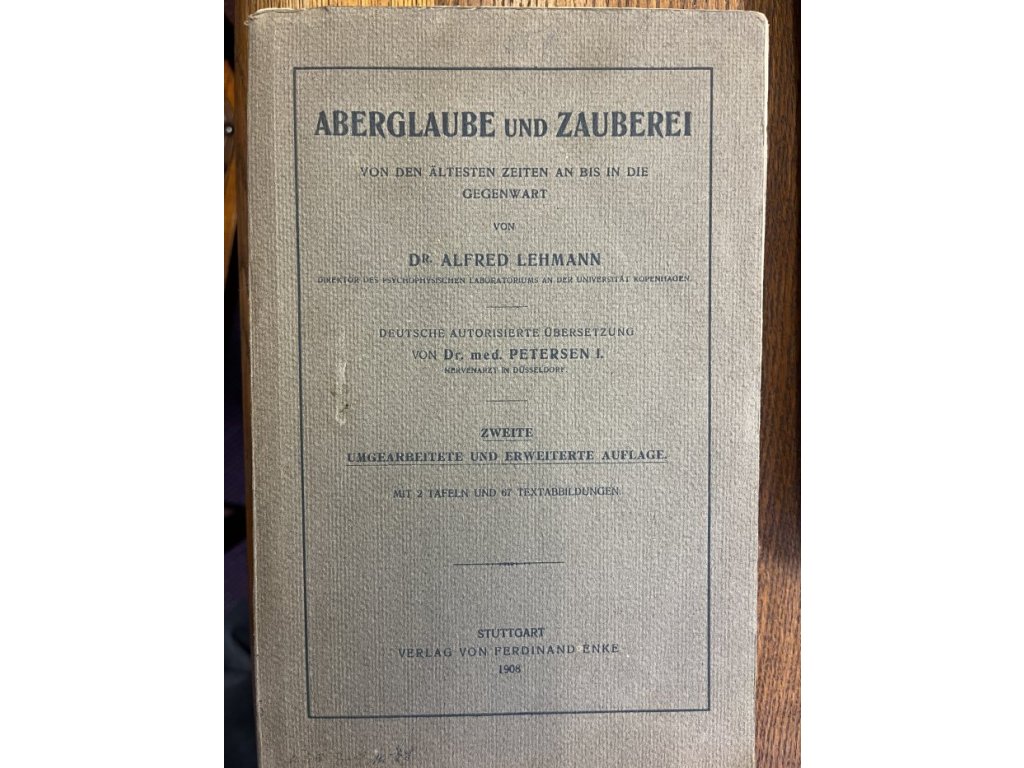 ABERGLAUBE UND ZAUBEREI
VON DEN ÄLTESTEN ZEITEN AN BIS IN DIE
GEGENWART
VON
DR. ALFRED LEHMANN
DIREKTOR DES PSYCHOPHYSISCHEN LABORATORIUMS AN DER UNIVERSITÄT KOPENHAGEN.
DEUTSCHE AUTORISIERTE ÜBERSETZUNG
VON Dr. med. PETERSEN I.
NERVENARZT IN DÜSSELDORF.
ZWEITE
UMGEARBEITETE UND ERWEITERTE AUFLAGE.
MIT 2 TAFELN UND 67 TEXTABBILDUNGEN
STUTTGART
VERLAG VON FERDINAND ENKE
1908